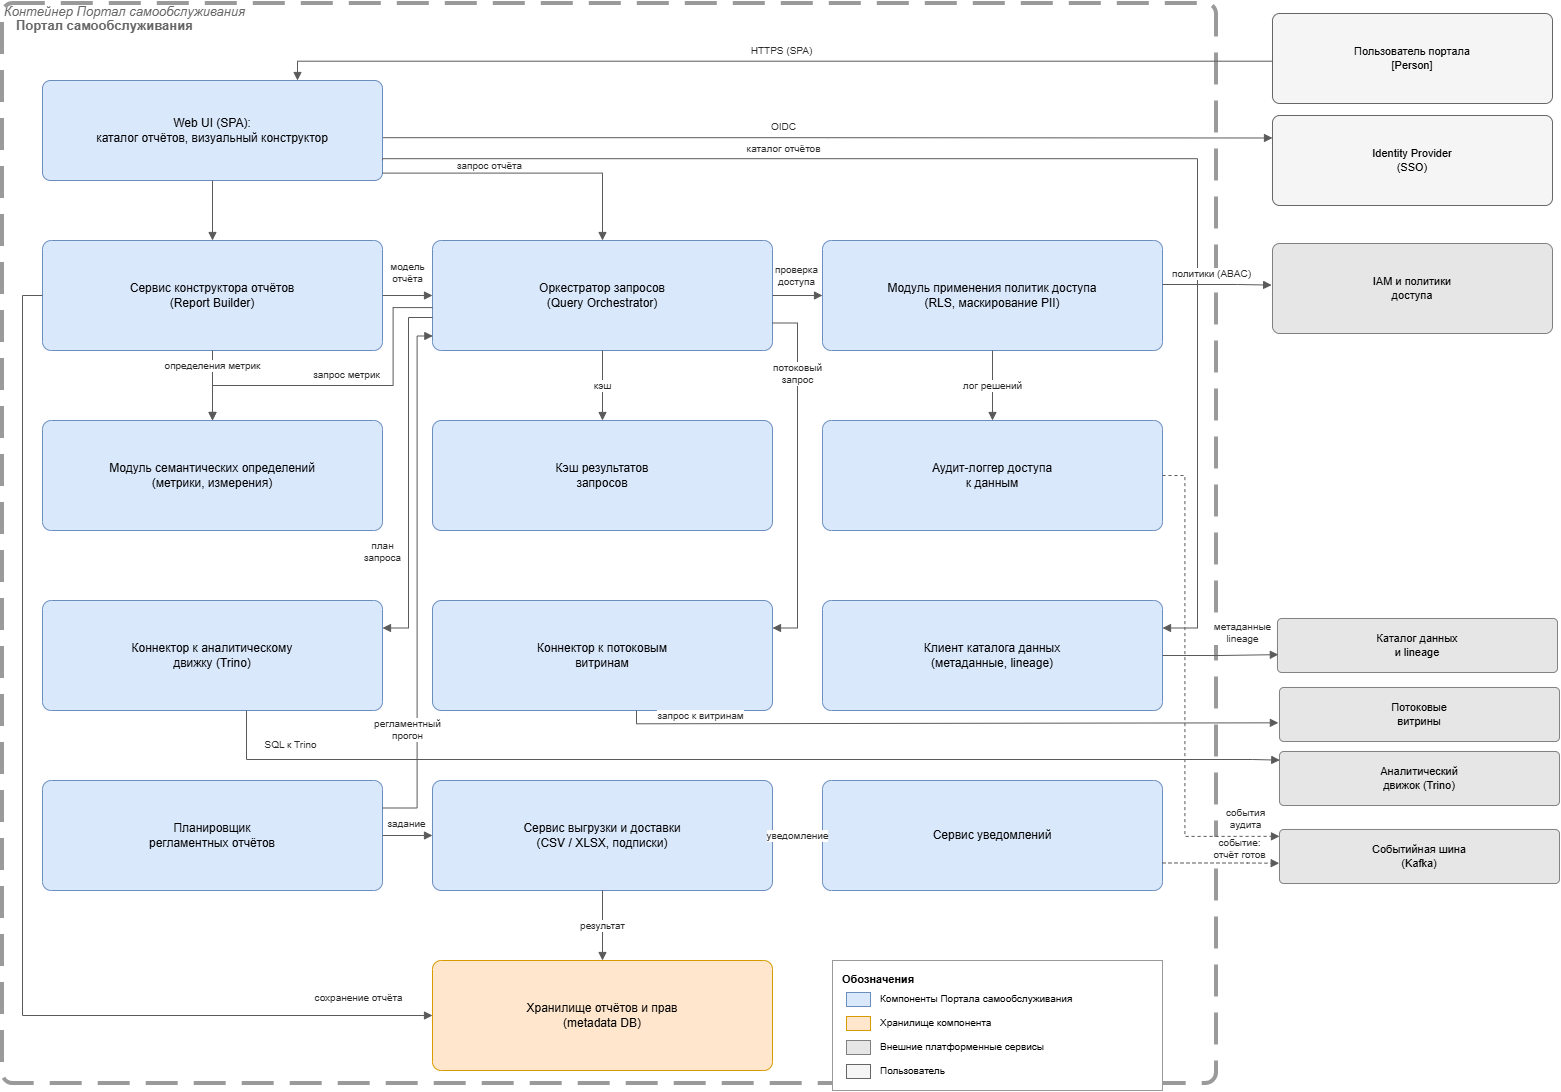 Контейнер Портал самообслуживания
Портал самообслуживания
HTTPS (SPA)
Пользователь портала
[Person]
Web UI (SPA):
каталог отчётов, визуальный конструктор
OIDC
каталог отчётов
запрос отчёта
Identity Provider
(SSO)
Сервис конструктора отчётов
(Report Builder)
модель
отчёта
Оркестратор запросов
(Query Orchestrator)
проверка
доступа
Модуль применения политик доступа
(RLS, маскирование PII)
политики (ABAC)
IAM и политики
доступа
определения метрик
запрос метрик
кэш
потоковый
запрос
лог решений
Модуль семантических определений
(метрики, измерения)
Кэш результатов
запросов
Аудит-логгер доступа
к данным
план
запроса
Коннектор к аналитическому
движку (Trino)
Коннектор к потоковым
витринам
Клиент каталога данных
(метаданные, lineage)
метаданные
lineage
Каталог данных
и lineage
регламентный
прогон
запрос к витринам
Потоковые
витрины
SQL к Trino
Аналитический
движок (Trino)
Планировщик
регламентных отчётов
задание
Сервис выгрузки и доставки
(CSV / XLSX, подписки)
уведомление
Сервис уведомлений
события
аудита
событие:
отчёт готов
Событийная шина
(Kafka)
результат
сохранение отчёта
Хранилище отчётов и прав
(metadata DB)
Обозначения
Компоненты Портала самообслуживания
Хранилище компонента
Внешние платформенные сервисы
Пользователь